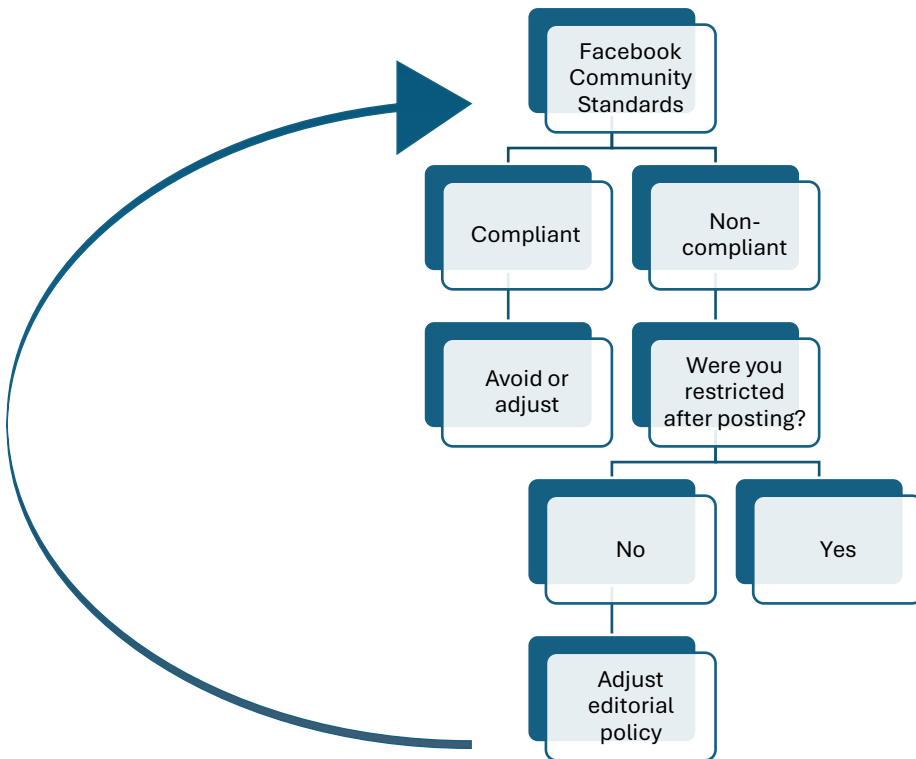 Facebook
Community
Standards
Compliant
Non-
compliant
Avoid or
adjust
Were you
restricted
after posting?
No
Yes
Adjust
editorial
policy